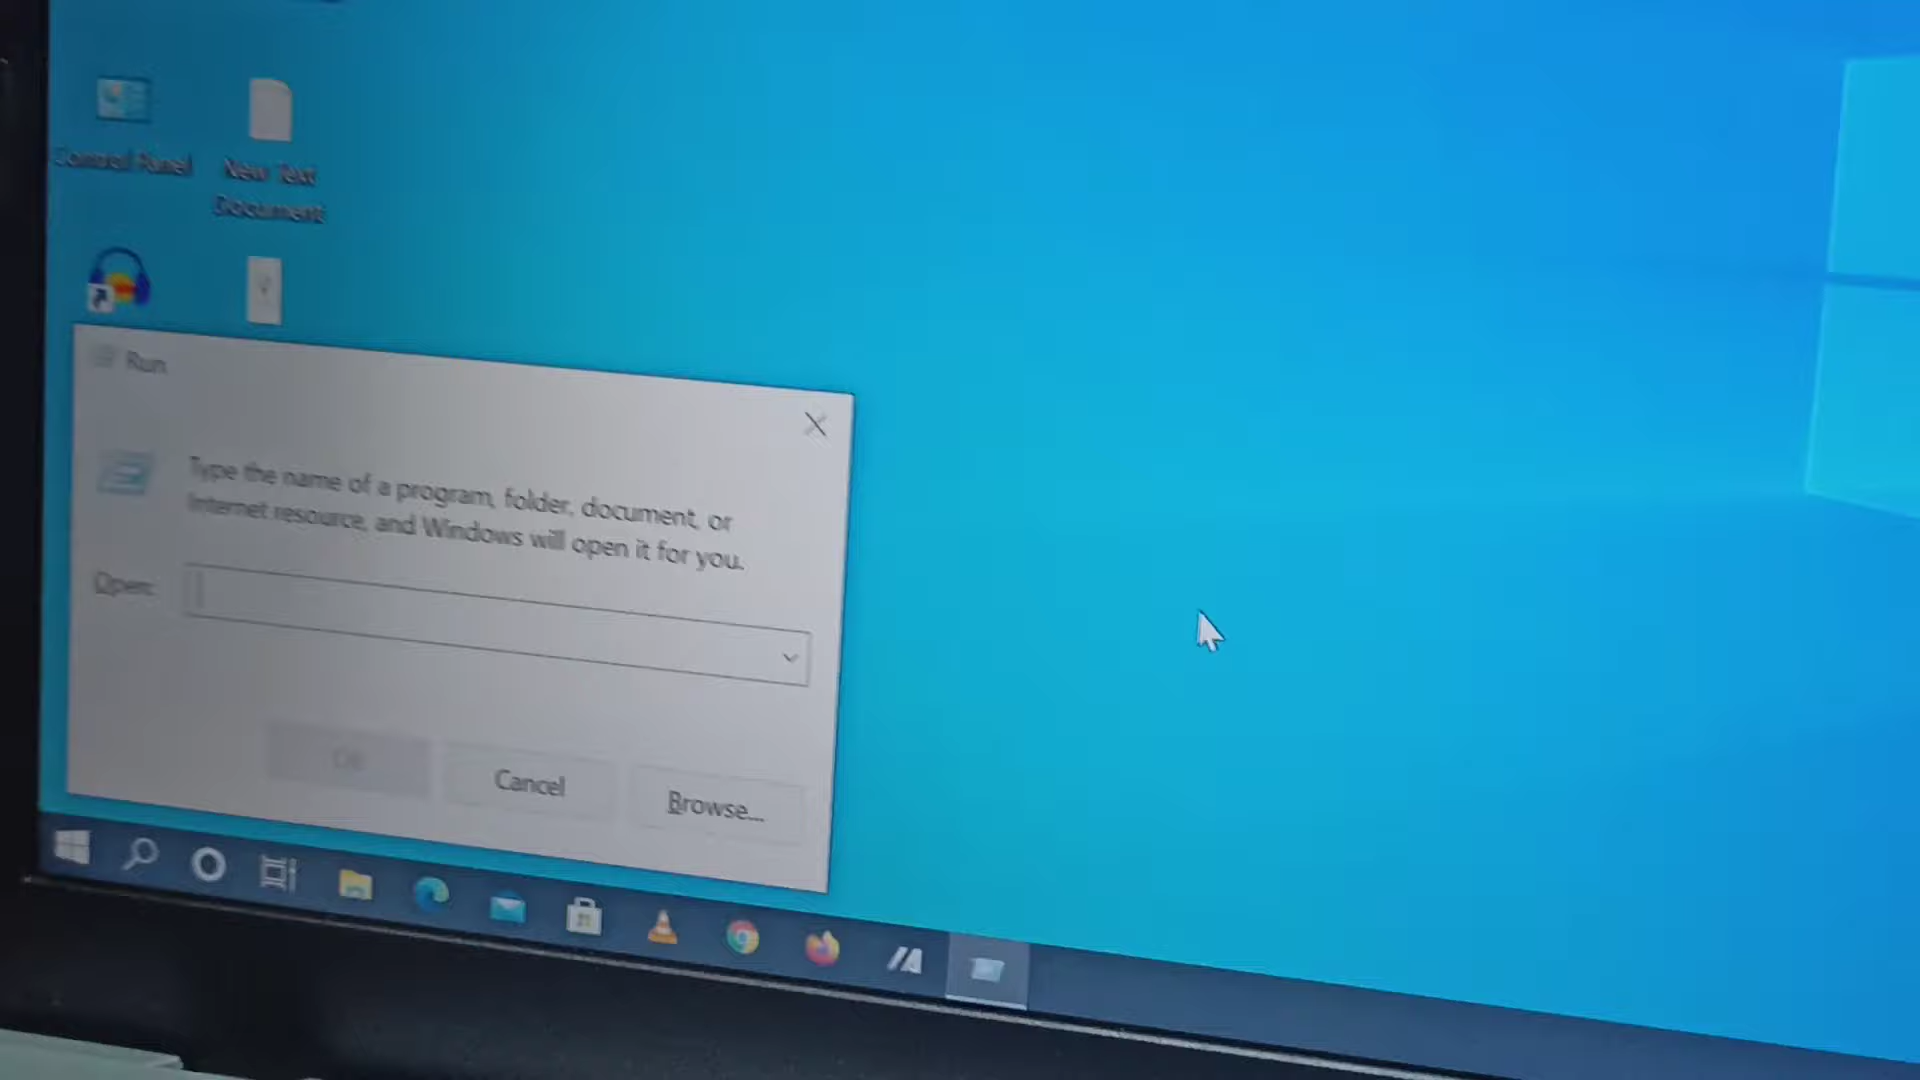 Control Panel
New Text
Document
Run
Type the name of a program, folder, document, or
Internet resource, and Windows will open it for you.
Open:
OK
Cancel
Browse...